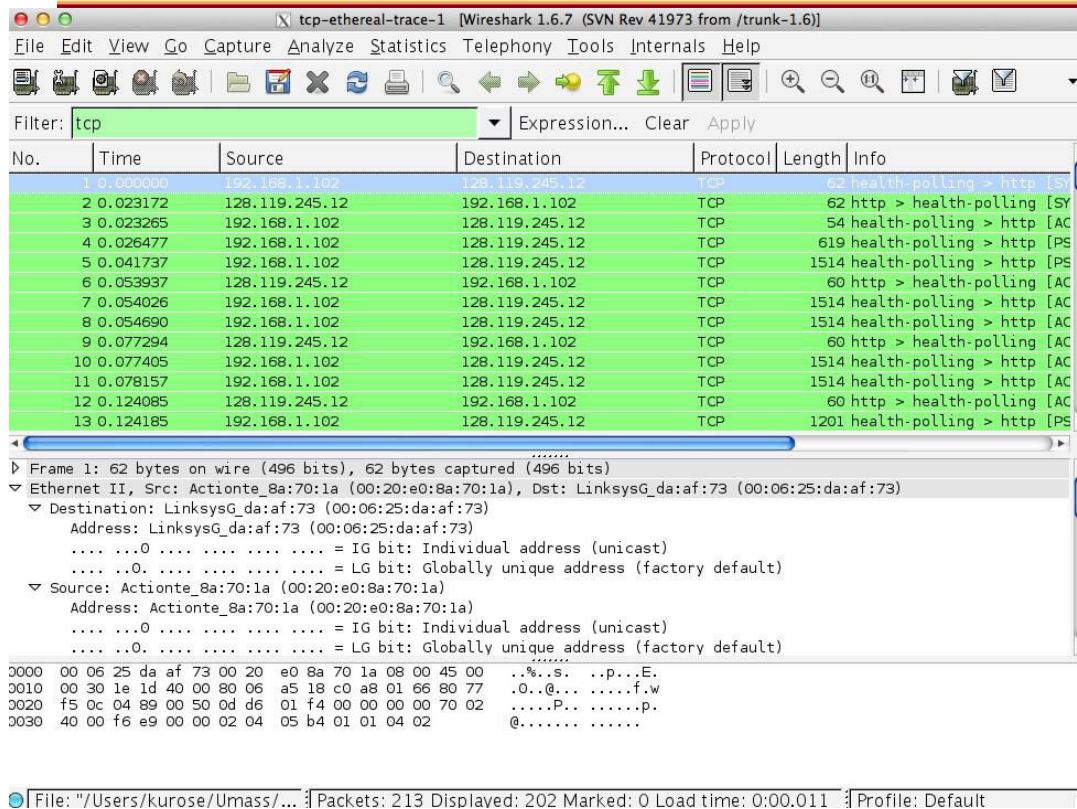 tcp-ethereal-trace-1 [Wireshark 1.6.7 (SVN Rev 41973 from /trunk-1.6)]
File Edit View Go Capture Analyze Statistics Telephony Tools Internals Help
Filter: tcp Expression... Clear Apply
No. Time Source Destination Protocol Length Info
1 0.000000 192.168.1.102 128.119.245.12 TCP 62 health-polling > http [SY
2 0.023172 128.119.245.12 192.168.1.102 TCP 62 http > health-polling [SY
3 0.023265 192.168.1.102 128.119.245.12 TCP 54 health-polling > http [AC
4 0.026477 192.168.1.102 128.119.245.12 TCP 619 health-polling > http [PS
5 0.041737 192.168.1.102 128.119.245.12 TCP 1514 health-polling > http [PS
6 0.053937 128.119.245.12 192.168.1.102 TCP 60 http > health-polling [AC
7 0.054026 192.168.1.102 128.119.245.12 TCP 1514 health-polling > http [AC
8 0.054690 192.168.1.102 128.119.245.12 TCP 1514 health-polling > http [AC
9 0.077294 128.119.245.12 192.168.1.102 TCP 60 http > health-polling [AC
10 0.077405 192.168.1.102 128.119.245.12 TCP 1514 health-polling > http [AC
11 0.078157 192.168.1.102 128.119.245.12 TCP 1514 health-polling > http [AC
12 0.124085 128.119.245.12 192.168.1.102 TCP 60 http > health-polling [AC
13 0.124185 192.168.1.102 128.119.245.12 TCP 1201 health-polling > http [PS
Frame 1: 62 bytes on wire (496 bits), 62 bytes captured (496 bits)
Ethernet II, Src: Actionte_8a:70:1a (00:20:e0:8a:70:1a), Dst: LinksysG_da:af:73 (00:06:25:da:af:73)
Destination: LinksysG_da:af:73 (00:06:25:da:af:73)
Address: LinksysG_da:af:73 (00:06:25:da:af:73)
.... ...0 .... .... .... .... = IG bit: Individual address (unicast)
.... ..0. .... .... .... .... = LG bit: Globally unique address (factory default)
Source: Actionte_8a:70:1a (00:20:e0:8a:70:1a)
Address: Actionte_8a:70:1a (00:20:e0:8a:70:1a)
.... ...0 .... .... .... .... = IG bit: Individual address (unicast)
.... ..0. .... .... .... .... = LG bit: Globally unique address (factory default)
0000 00 06 25 da af 73 00 20 e0 8a 70 1a 08 00 45 00 ..%..s. ..p...E.
0010 00 30 1e 1d 40 00 80 06 a5 18 c0 a8 01 66 80 77 .0..@... .....f.w
0020 f5 0c 04 89 00 50 0d d6 01 f4 00 00 00 00 70 02 .....P.. ......p.
0030 40 00 f6 e9 00 00 02 04 05 b4 01 01 04 02 @....... ......
File: "/Users/kurose/Umass/... Packets: 213 Displayed: 202 Marked: 0 Load time: 0:00.011 Profile: Default